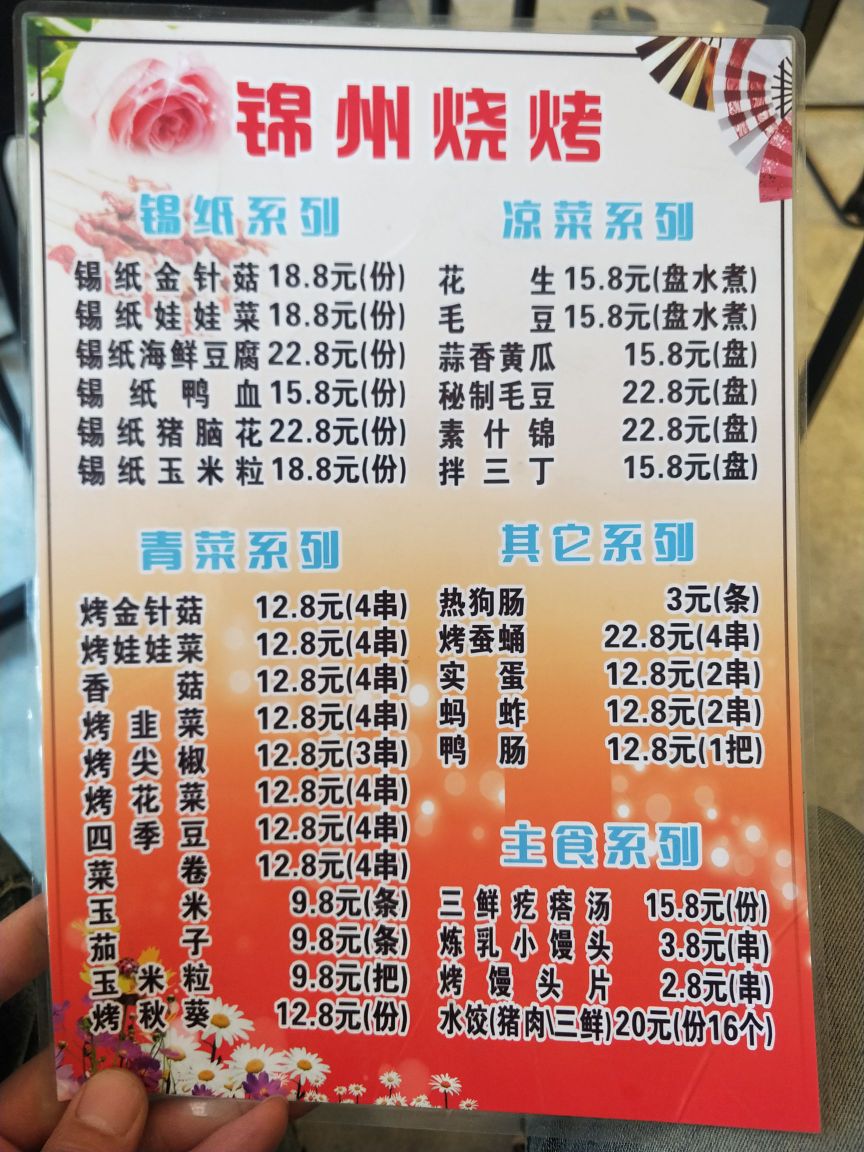 锦州烧烤
锡纸系列
锡纸金针菇 18.8元(份)
锡纸娃娃菜 18.8元(份)
锡纸海鲜豆腐 22.8元(份)
锡纸鸭血 15.8元(份)
锡纸猪脑花 22.8元(份)
锡纸玉米粒 18.8元(份)
凉菜系列
花生 15.8元(盘水煮)
毛豆 15.8元(盘水煮)
蒜香黄瓜 15.8元(盘)
秘制毛豆 22.8元(盘)
素什锦 22.8元(盘)
拌三丁 15.8元(盘)
青菜系列
烤金针菇 12.8元(4串)
烤娃娃菜 12.8元(4串)
香菇 12.8元(4串)
烤韭菜 12.8元(4串)
烤尖椒 12.8元(3串)
烤花菜 12.8元(4串)
四季豆 12.8元(4串)
菜卷 12.8元(4串)
玉米 9.8元(条)
茄子 9.8元(条)
玉米粒 9.8元(把)
烤秋葵 12.8元(份)
其它系列
热狗肠 3元(条)
烤蚕蛹 22.8元(4串)
实蛋 12.8元(2串)
蚂蚱 12.8元(2串)
鸭肠 12.8元(1把)
主食系列
三鲜疙瘩汤 15.8元(份)
炼乳小馒头 3.8元(串)
烤馒头片 2.8元(串)
水饺(猪肉\三鲜)20元(份16个)